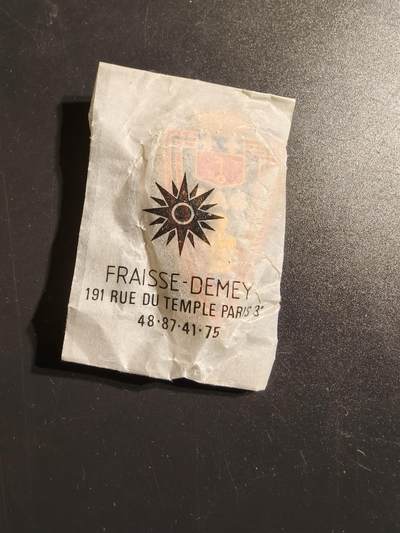 FRAISSE-DEMEY
191 RUE DU TEMPLE PARIS 3e
48·87·41·75